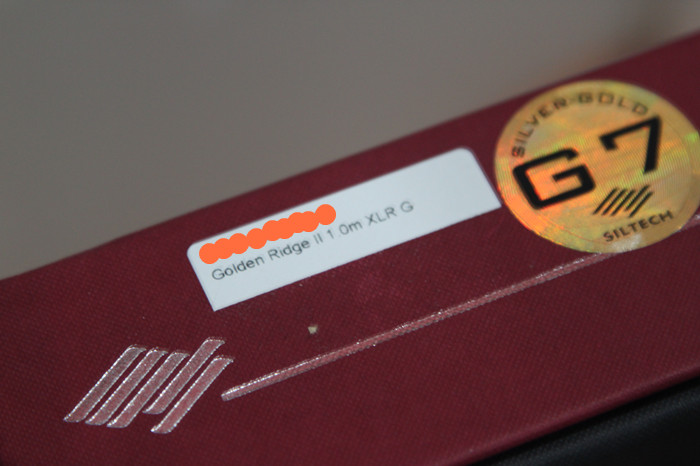 Golden Ridge II 1.0m XLR G
SILVER-GOLD
G7
SILTECH